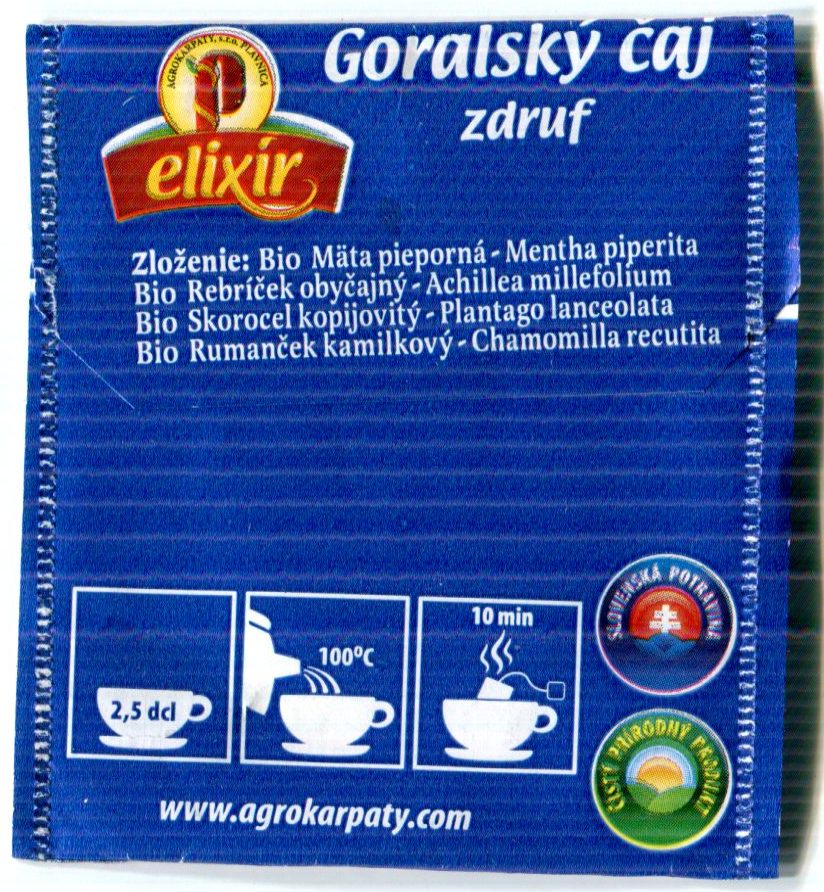 AGROKARPATY, s.r.o. PLAVNICA
elixír
Goralský čaj
zdruf
Zloženie: Bio Mäta pieporná - Mentha piperita
Bio Rebríček obyčajný - Achillea millefolium
Bio Skorocel kopijovitý - Plantago lanceolata
Bio Rumanček kamilkový - Chamomilla recutita
2,5 dcl
100ºC
10 min
SLOVENSKÁ POTRAVINA
ČISTÝ PRÍRODNÝ PRODUKT
www.agrokarpaty.com